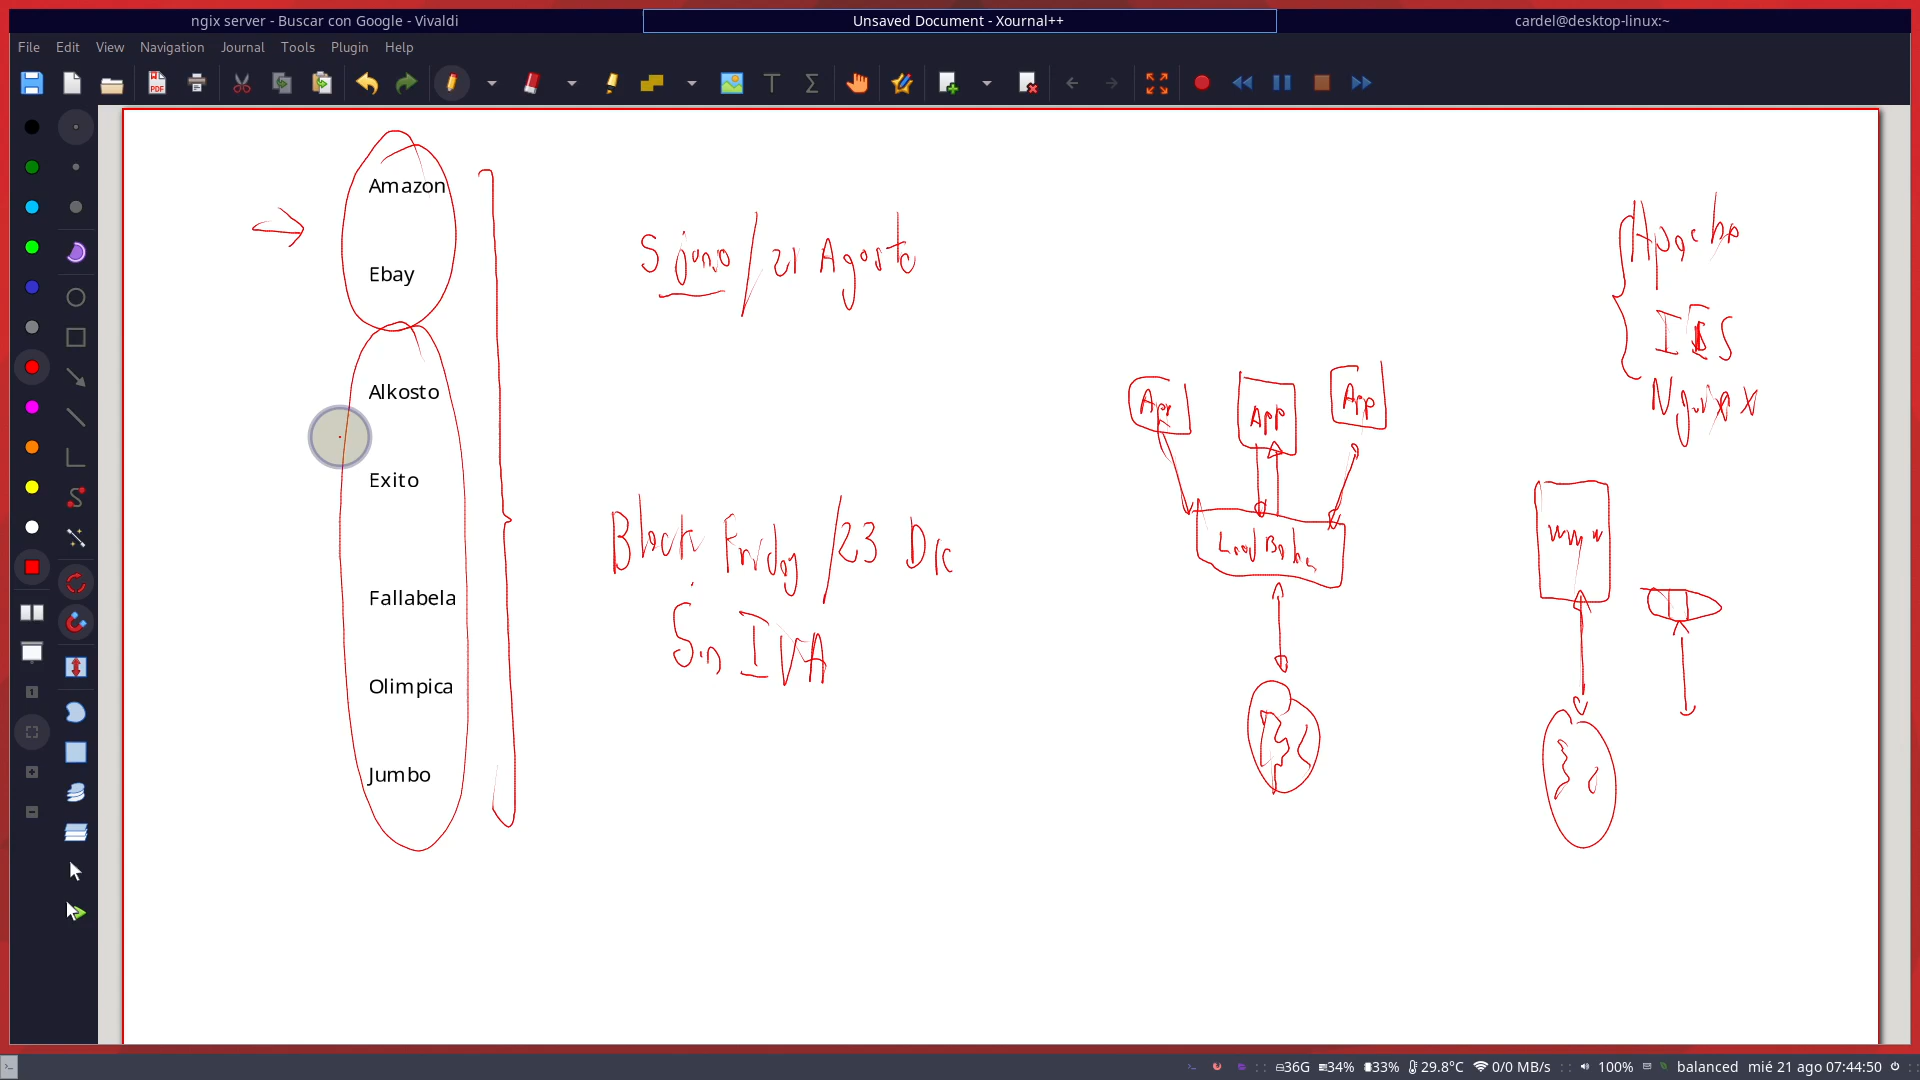 ngix server - Buscar con Google - Vivaldi
Unsaved Document - Xournal++
cardel@desktop-linux:~
File Edit View Navigation Journal Tools Plugin Help
Amazon
Ebay
Alkosto
Exito
Fallabela
Olimpica
Jumbo
5 junio / 21 Agosto
Black Friday / 23 Dic
Sin IVA
App App App
Load Balan
Apache
IIS
www
36G 34% 33% 29.8°C 0/0 MB/s 100% balanced mié 21 ago 07:44:50